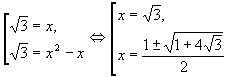 [ √3 = x, √3 = x² − x ⇔ [ x = √3, x = (1 ± √(1 + 4√3)) / 2